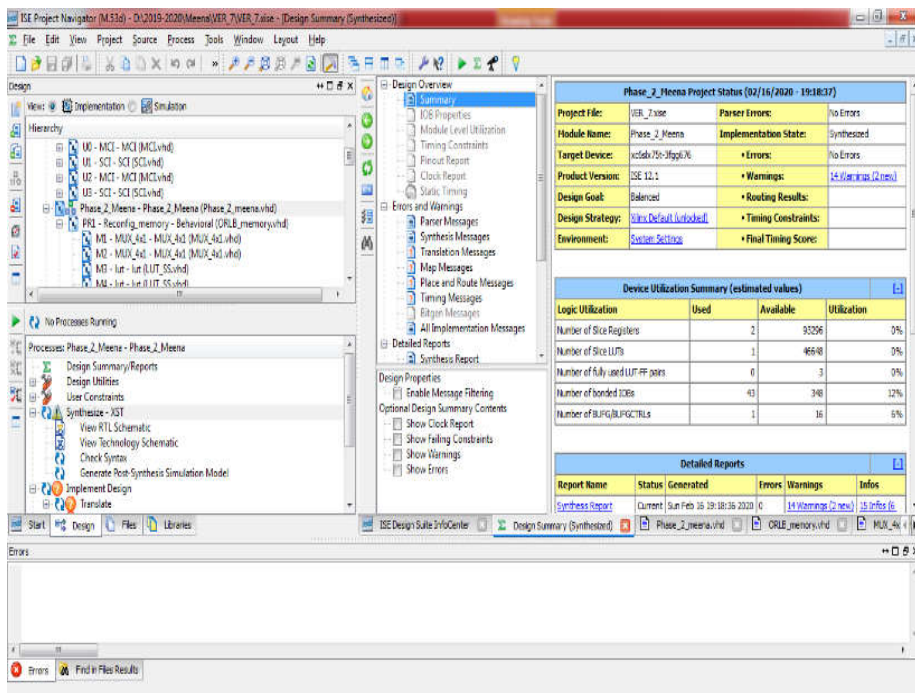 ISE Project Navigator (M.53d) - D:\2019-2020\Meena\VER_7\VER_7.xise - [Design Summary (Synthesized)]
File Edit View Project Source Process Tools Window Layout Help
Design
View: Implementation Simulation
Hierarchy
U0 - MCI - MCI (MCI.vhd)
U1 - SCI - SCI (SCI.vhd)
U2 - MCI - MCI (MCI.vhd)
U3 - SCI - SCI (SCI.vhd)
Phase_2_Meena - Phase_2_Meena (Phase_2_meena.vhd)
PR1 - Reconfig_memory - Behavioral (ORLB_memory.vhd)
M1 - MUX_4x1 - MUX_4x1 (MUX_4x1.vhd)
M2 - MUX_4x1 - MUX_4x1 (MUX_4x1.vhd)
M3 - lut - lut (LUT_SS.vhd)
M4 - lut - lut (LUT_SS.vhd)
No Processes Running
Processes: Phase_2_Meena - Phase_2_Meena
Design Summary/Reports
Design Utilities
User Constraints
Synthesize - XST
View RTL Schematic
View Technology Schematic
Check Syntax
Generate Post-Synthesis Simulation Model
Implement Design
Translate
Start Design Files Libraries
Design Overview
Summary
IOB Properties
Module Level Utilization
Timing Constraints
Pinout Report
Clock Report
Static Timing
Errors and Warnings
Parser Messages
Synthesis Messages
Translation Messages
Map Messages
Place and Route Messages
Timing Messages
Bitgen Messages
All Implementation Messages
Detailed Reports
Synthesis Report
Design Properties
Enable Message Filtering
Optional Design Summary Contents
Show Clock Report
Show Failing Constraints
Show Warnings
Show Errors
Phase_2_Meena Project Status (02/16/2020 - 19:18:37)
Project File: VER_7.xise Parser Errors: No Errors
Module Name: Phase_2_Meena Implementation State: Synthesized
Target Device: xc6slx75t-3fgg676 • Errors: No Errors
Product Version: ISE 12.1 • Warnings: 14 Warnings (2 new)
Design Goal: Balanced • Routing Results:
Design Strategy: Xilinx Default (unlocked) • Timing Constraints:
Environment: System Settings • Final Timing Score:
Device Utilization Summary (estimated values) [-]
Logic Utilization Used Available Utilization
Number of Slice Registers 2 93296 0%
Number of Slice LUTs 1 46648 0%
Number of fully used LUT-FF pairs 0 3 0%
Number of bonded IOBs 43 348 12%
Number of BUFG/BUFGCTRLs 1 16 6%
Detailed Reports [-]
Report Name Status Generated Errors Warnings Infos
Synthesis Report Current Sun Feb 16 19:18:36 2020 0 14 Warnings (2 new) 15 Infos (6
ISE Design Suite InfoCenter Design Summary (Synthesized) Phase_2_meena.vhd ORLB_memory.vhd MUX_4x
Errors
Errors Find in Files Results